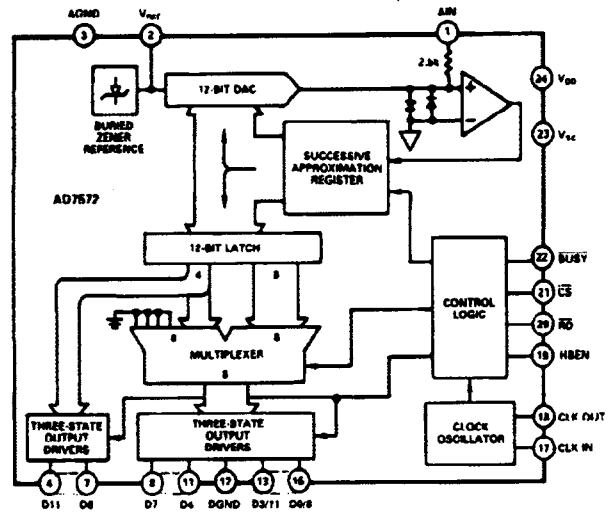 AGND
Vref
AIN
3
2
1
2.5k
24
VDD
12-BIT DAC
+
−
BURIED
ZENER
REFERENCE
23
SUCCESSIVE
APPROXIMATION
REGISTER
AD7572
12-BIT LATCH
4
8
22
BUSY
21
CS
CONTROL
LOGIC
20
RD
19
HBEN
8
8
MULTIPLEXER
8
THREE-STATE
OUTPUT
DRIVERS
THREE-STATE
OUTPUT
DRIVERS
CLOCK
OSCILLATOR
18
CLK OUT
17
CLK IN
4
7
8
11
12
13
16
D11
D8
D7
D4
DGND
D3/11
D0/8